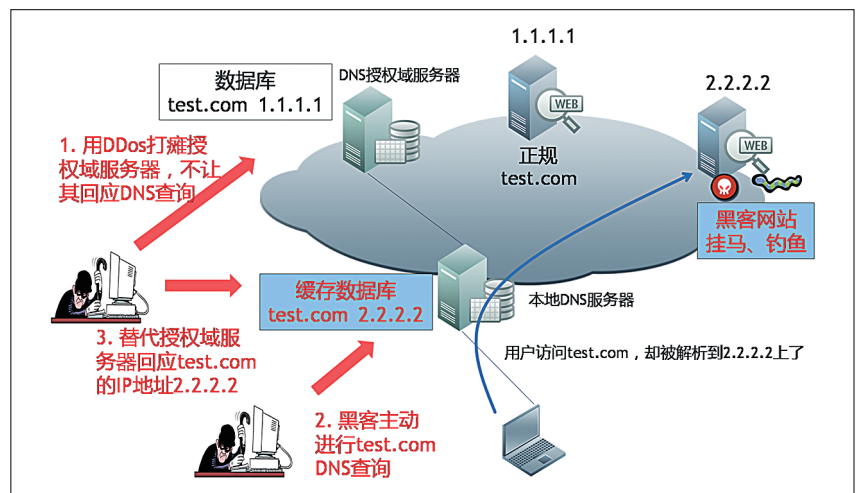 1.1.1.1
数据库
test.com 1.1.1.1
DNS授权域服务器
2.2.2.2
WEB
WEB
1. 用DDos打瘫授
权域服务器，不让
其回应DNS查询
正规
test.com
黑客网站
挂马、钓鱼
缓存数据库
test.com 2.2.2.2
本地DNS服务器
3. 替代授权域服
务器回应test.com
的IP地址2.2.2.2
用户访问test.com，却被解析到2.2.2.2上了
2. 黑客主动
进行test.com
DNS查询